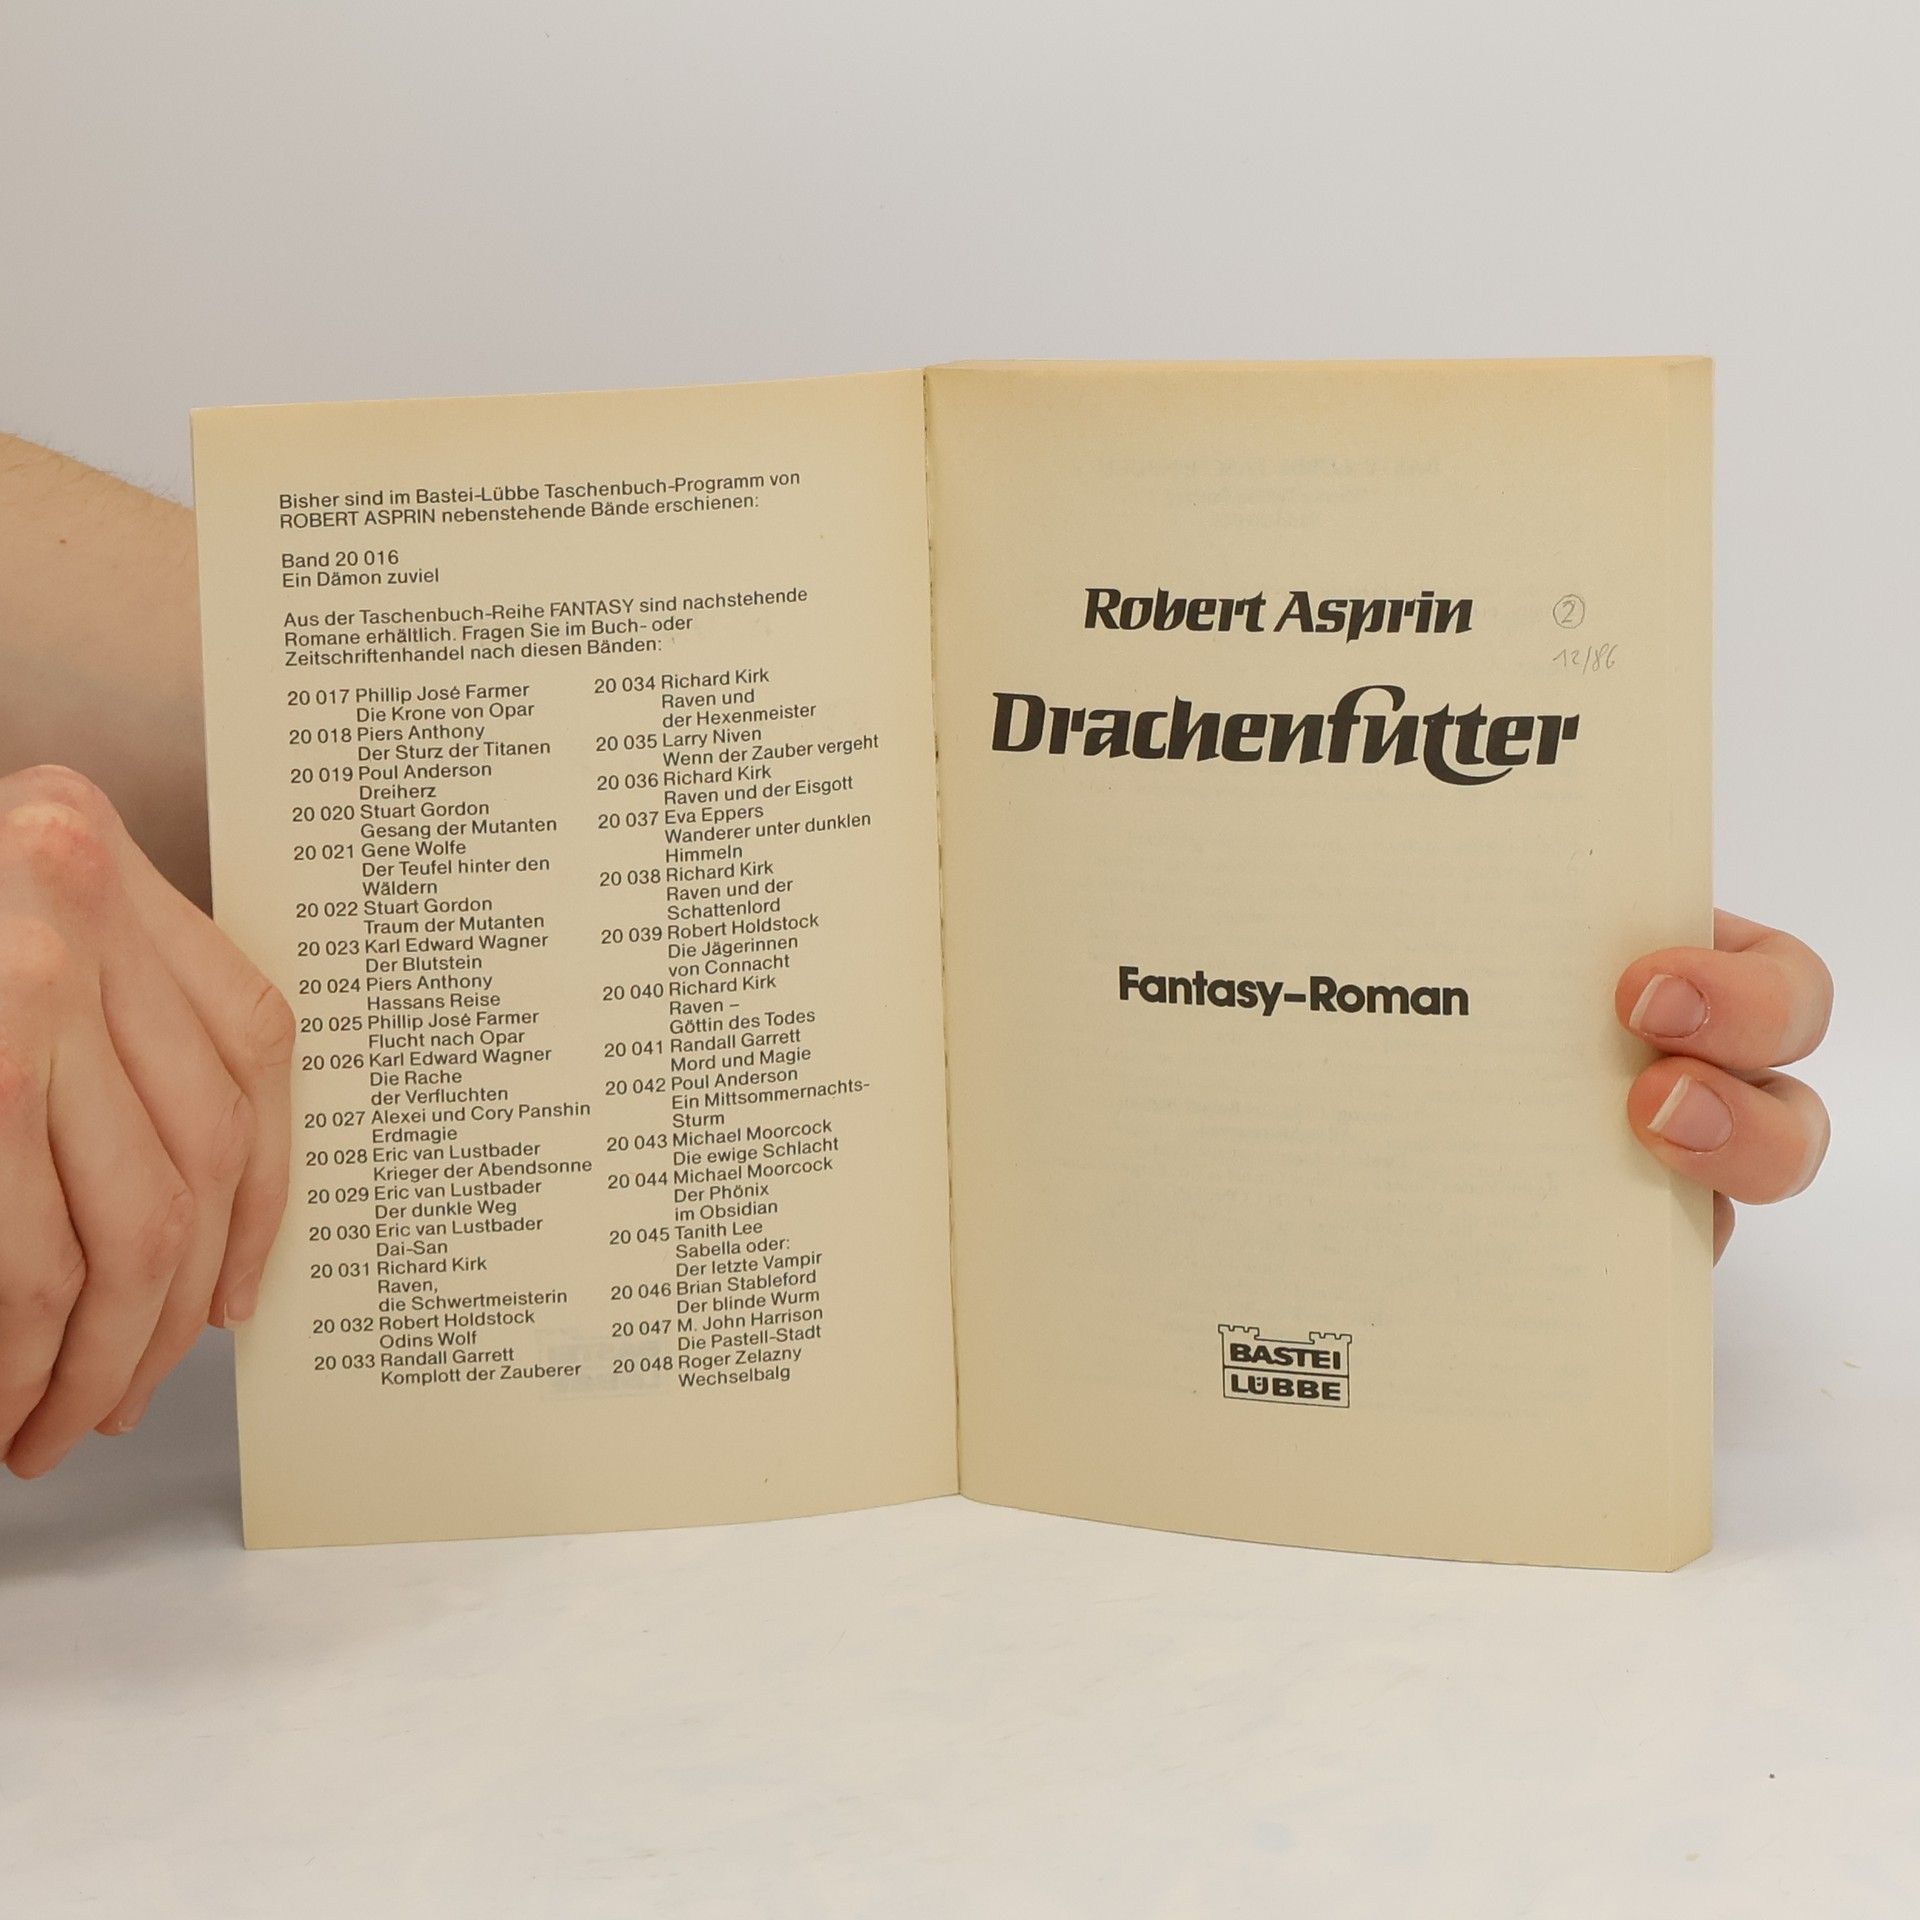 Bisher sind im Bastei-Lübbe Taschenbuch-Programm von
ROBERT ASPRIN nebenstehende Bände erschienen:
Band 20 016
Ein Dämon zuviel
Aus der Taschenbuch-Reihe FANTASY sind nachstehende
Romane erhältlich. Fragen Sie im Buch- oder
Zeitschriftenhandel nach diesen Bänden:
20 017 Phillip José Farmer
Die Krone von Opar
20 018 Piers Anthony
Der Sturz der Titanen
20 019 Poul Anderson
Dreiherz
20 020 Stuart Gordon
Gesang der Mutanten
20 021 Gene Wolfe
Der Teufel hinter den
Wäldern
20 022 Stuart Gordon
Traum der Mutanten
20 023 Karl Edward Wagner
Der Blutstein
20 024 Piers Anthony
Hassans Reise
20 025 Phillip José Farmer
Flucht nach Opar
20 026 Karl Edward Wagner
Die Rache
der Verfluchten
20 027 Alexei und Cory Panshin
Erdmagie
20 028 Eric van Lustbader
Krieger der Abendsonne
20 029 Eric van Lustbader
Der dunkle Weg
20 030 Eric van Lustbader
Dai-San
20 031 Richard Kirk
Raven,
die Schwertmeisterin
20 032 Robert Holdstock
Odins Wolf
20 033 Randall Garrett
Komplott der Zauberer
20 034 Richard Kirk
Raven und
der Hexenmeister
20 035 Larry Niven
Wenn der Zauber vergeht
20 036 Richard Kirk
Raven und der Eisgott
20 037 Eva Eppers
Wanderer unter dunklen
Himmeln
20 038 Richard Kirk
Raven und der
Schattenlord
20 039 Robert Holdstock
Die Jägerinnen
von Connacht
20 040 Richard Kirk
Raven –
Göttin des Todes
20 041 Randall Garrett
Mord und Magie
20 042 Poul Anderson
Ein Mittsommernachts-
Sturm
20 043 Michael Moorcock
Die ewige Schlacht
20 044 Michael Moorcock
Der Phönix
im Obsidian
20 045 Tanith Lee
Sabella oder:
Der letzte Vampir
20 046 Brian Stableford
Der blinde Wurm
20 047 M. John Harrison
Die Pastell-Stadt
20 048 Roger Zelazny
Wechselbalg
Robert Asprin
2
12/86
Drachenfutter
Fantasy-Roman
BASTEI
LÜBBE